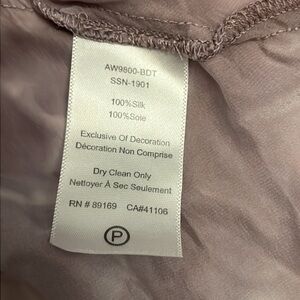 AW9800-BDT
SSN-1901
100%Silk
100%Soie
Exclusive Of Decoration
Décoration Non Comprise
Dry Clean Only
Nettoyer À Sec Seulement
RN # 89169 CA#41106
P